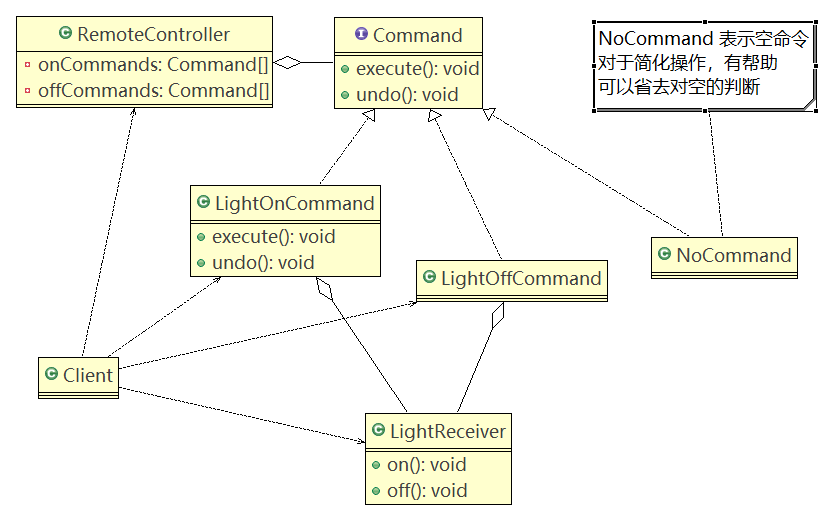 RemoteController
onCommands: Command[]
offCommands: Command[]
Command
execute(): void
undo(): void
NoCommand 表示空命令
对于简化操作，有帮助
可以省去对空的判断
LightOnCommand
execute(): void
undo(): void
LightOffCommand
NoCommand
Client
LightReceiver
on(): void
off(): void